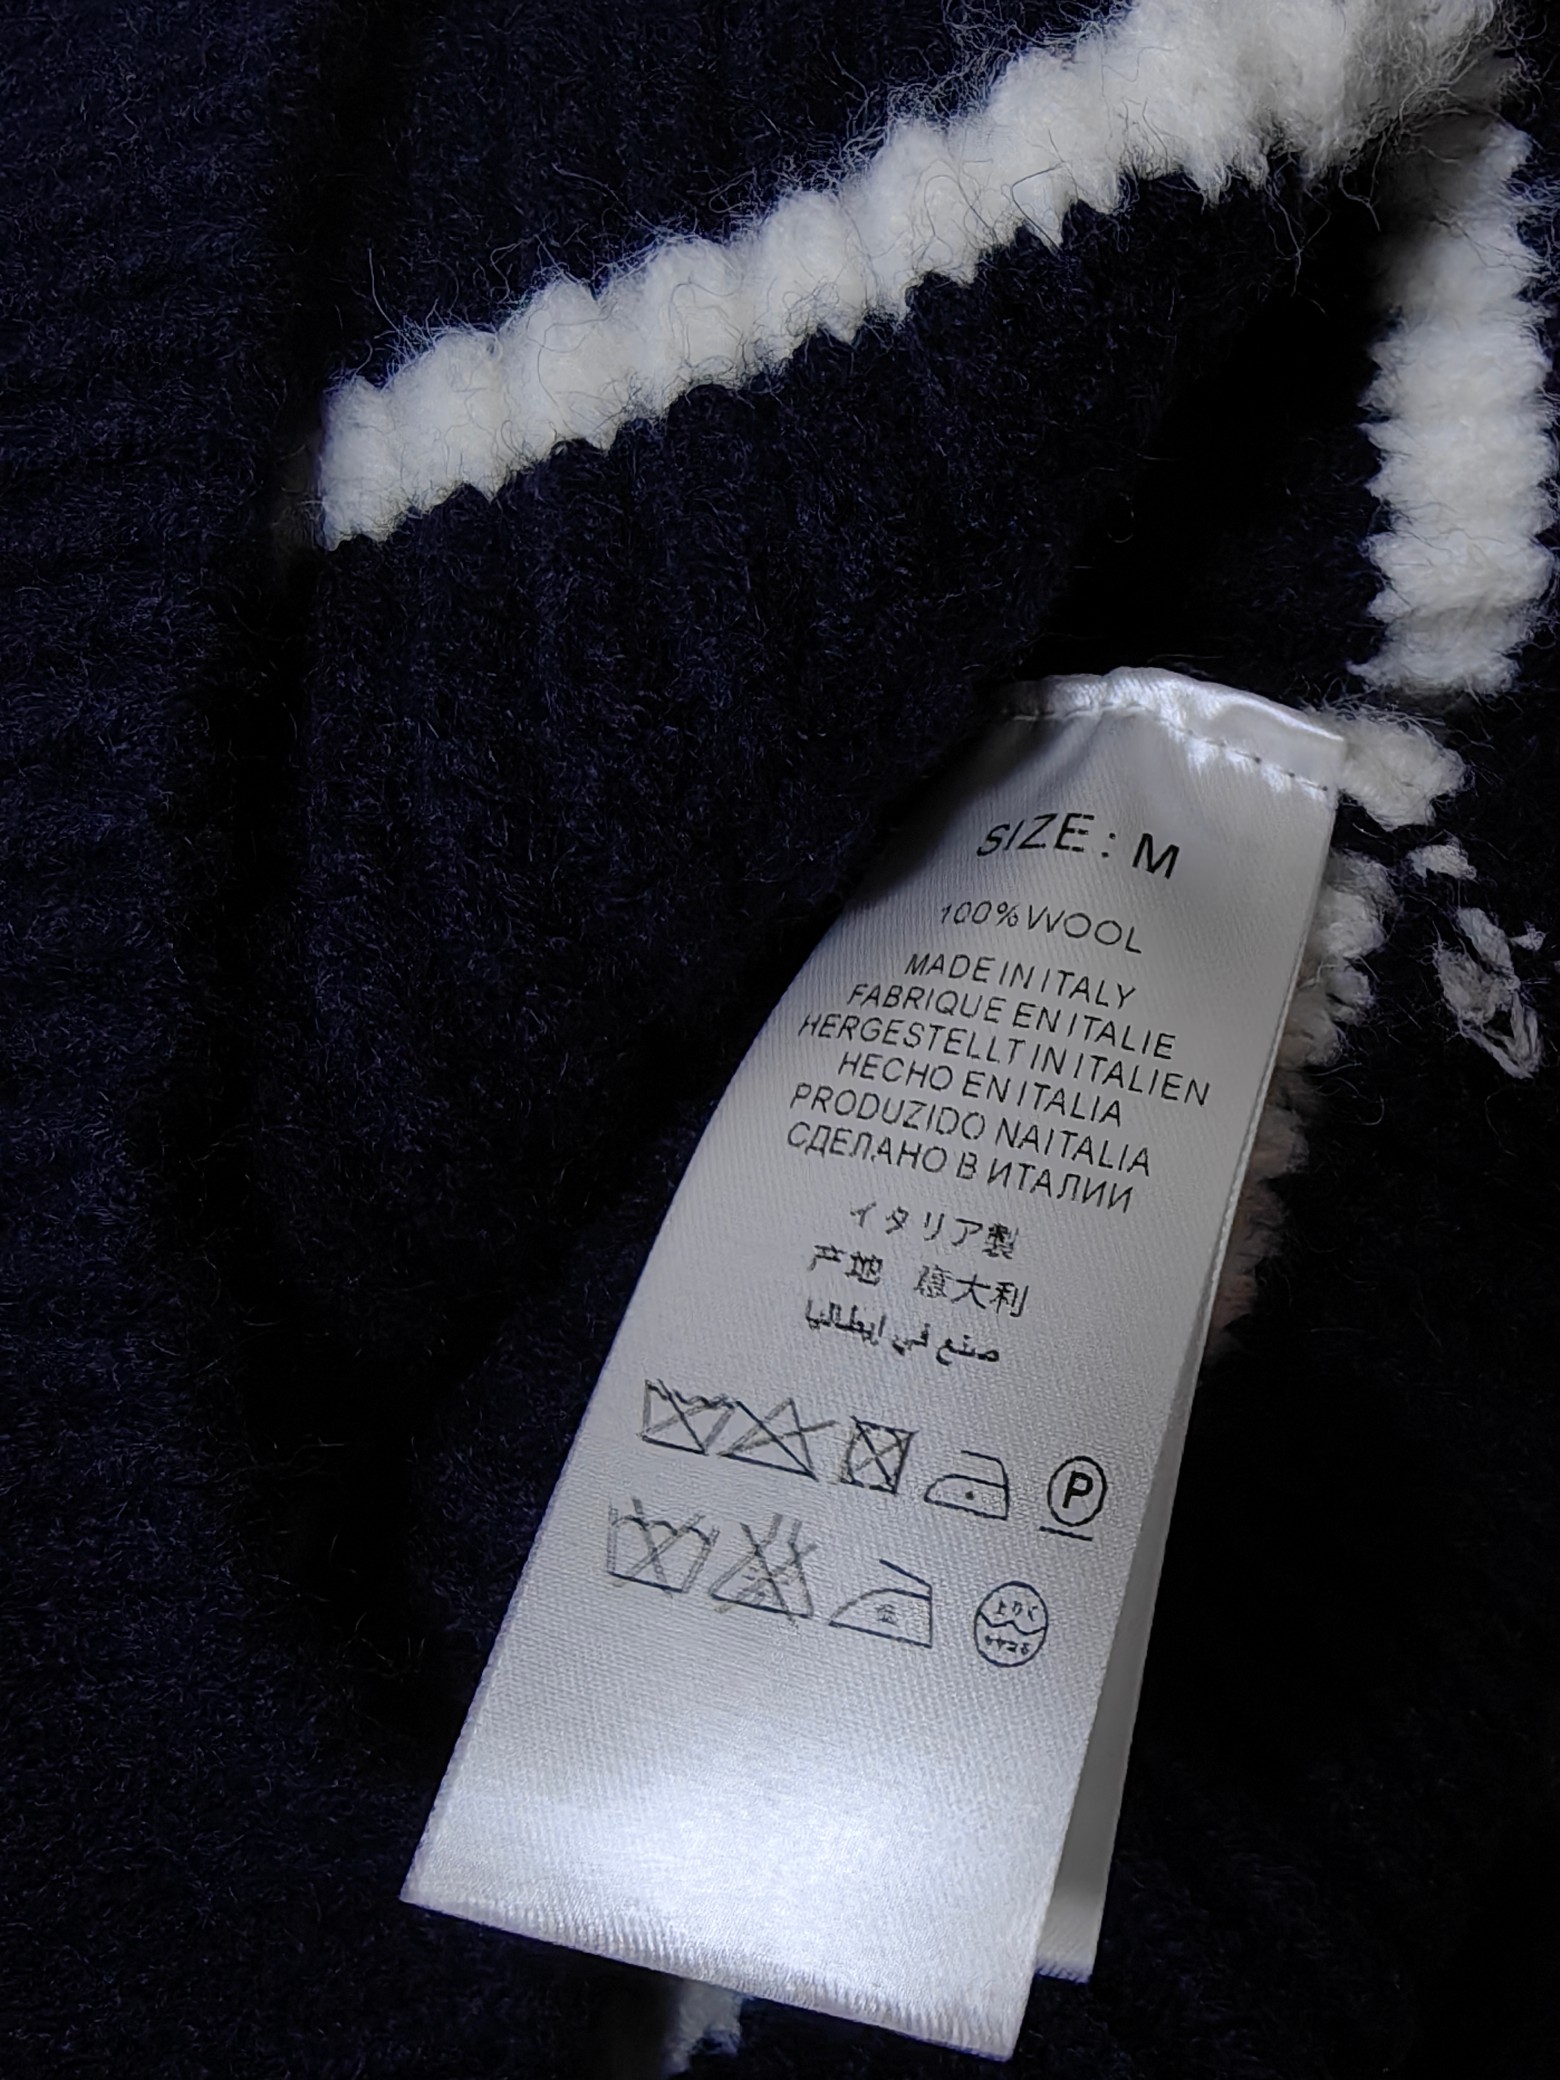 SIZE: M
100%WOOL
MADE IN ITALY
FABRIQUE EN ITALIE
HERGESTELLT IN ITALIEN
HECHO EN ITALIA
PRODUZIDO NAITALIA
СДЕЛАНО В ИТАЛИИ
イタリア製
产地 意大利
صنع في ايطاليا
P